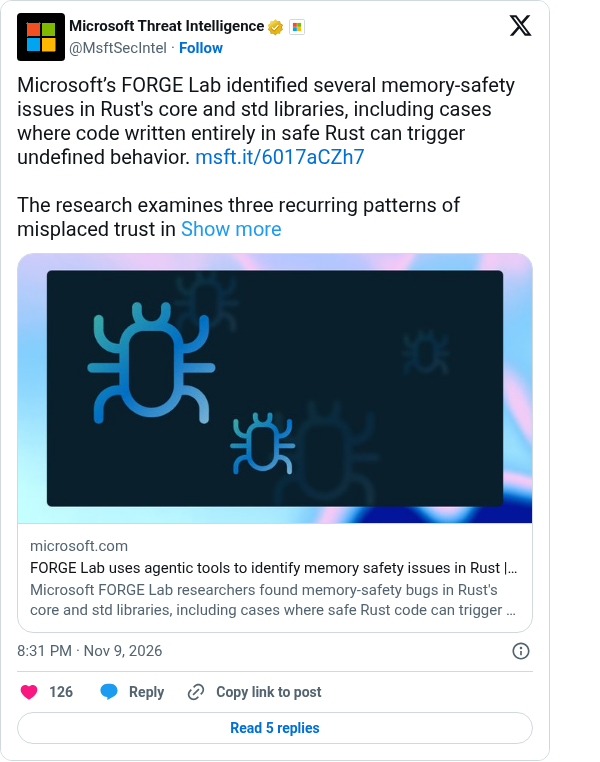 Microsoft Threat Intelligence
@MsftSecIntel · Follow
Microsoft’s FORGE Lab identified several memory-safety
issues in Rust's core and std libraries, including cases
where code written entirely in safe Rust can trigger
undefined behavior. msft.it/6017aCZh7
The research examines three recurring patterns of
misplaced trust in Show more
microsoft.com
FORGE Lab uses agentic tools to identify memory safety issues in Rust |...
Microsoft FORGE Lab researchers found memory-safety bugs in Rust's
core and std libraries, including cases where safe Rust code can trigger ...
8:31 PM · Nov 9, 2026
126 Reply Copy link to post
Read 5 replies